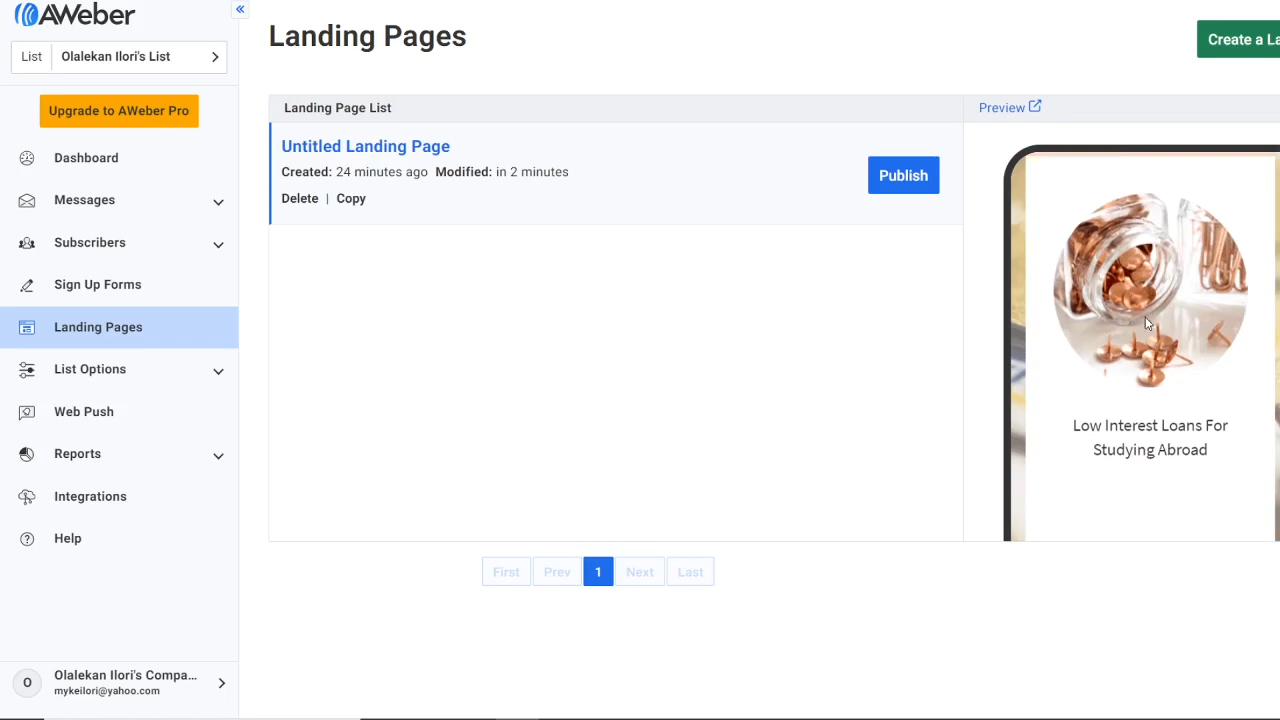 AWeber
«
List Olalekan Ilori's List
Upgrade to AWeber Pro
Dashboard
Messages
Subscribers
Sign Up Forms
Landing Pages
List Options
Web Push
Reports
Integrations
Help
O
Olalekan Ilori's Compa...
mykeilori@yahoo.com
Landing Pages
Create a La
Landing Page List
Untitled Landing Page
Created: 24 minutes ago Modified: in 2 minutes
Delete | Copy
Publish
First Prev 1 Next Last
Preview
Low Interest Loans For
Studying Abroad